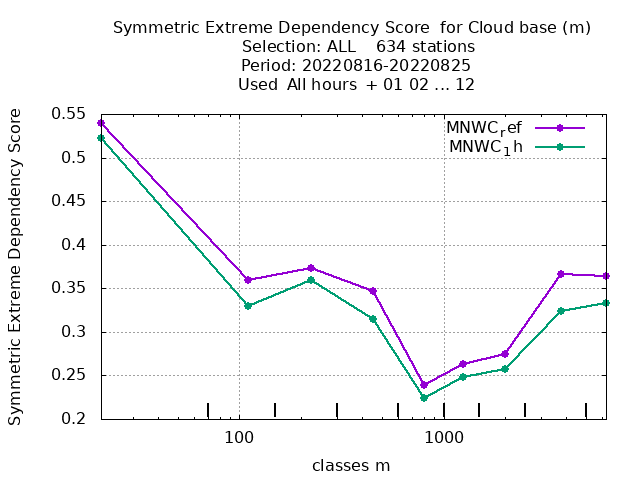 Symmetric Extreme Dependency Score  for Cloud base (m)
Selection: ALL    634 stations
Period: 20220816-20220825
Used  All hours  + 01 02 ... 12
Symmetric Extreme Dependency Score
0.55
0.5
0.45
0.4
0.35
0.3
0.25
0.2
MNWC_ref
MNWC_1h
100
1000
classes m